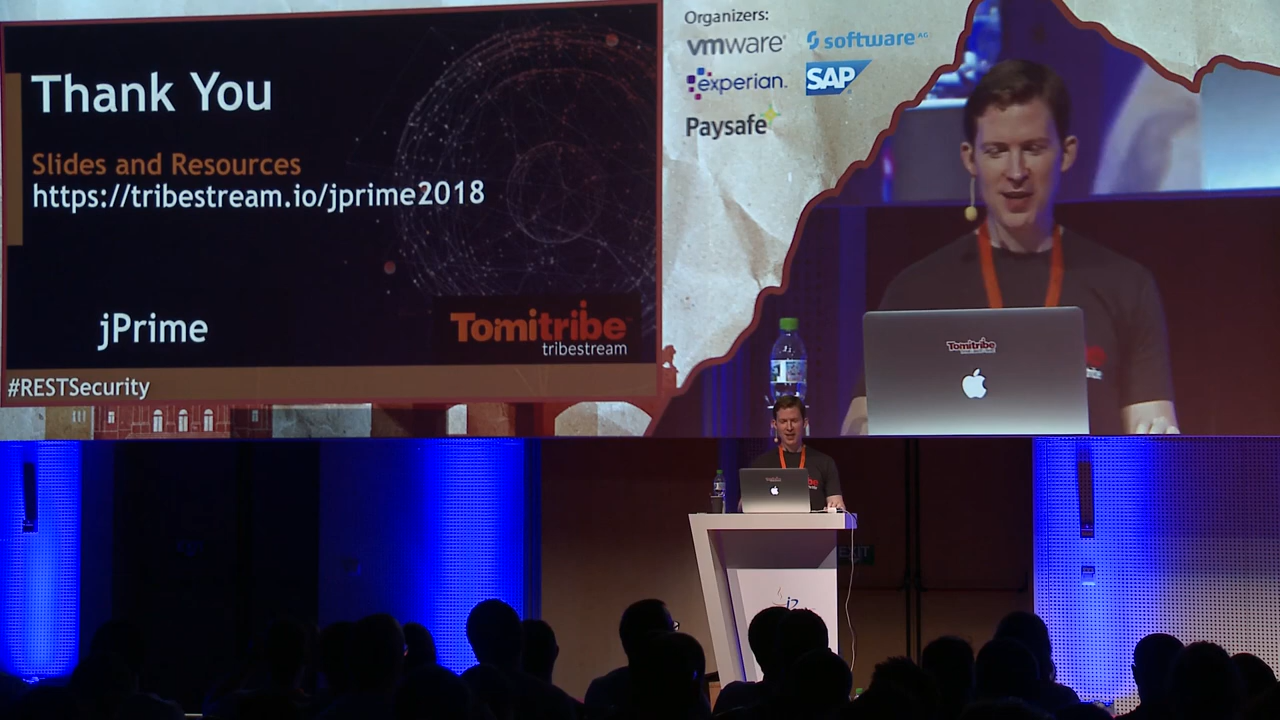 Thank You
Slides and Resources
https://tribestream.io/jprime2018
jPrime
Tomitribe
tribestream
#RESTSecurity
Organizers:
vmware®
software AG
experian.
SAP
Paysafe
Tomitribe
EXIT